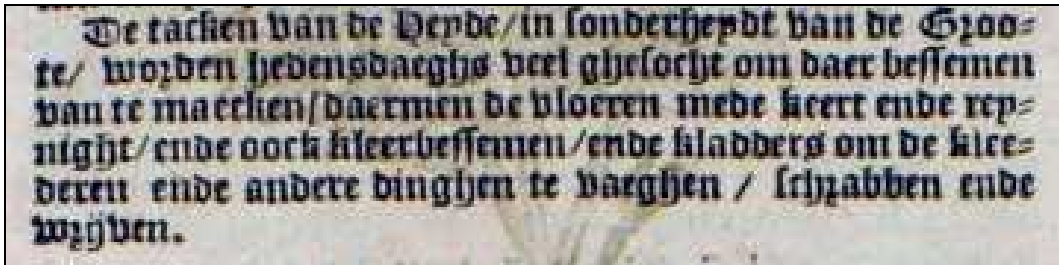 De tacken van de Heyde/in sonderheydt van de Groo⸗
te/ worden hedensdaeghs veel ghesocht om daer bessemen
van te maecken/daermen de vloeren mede keert ende rey⸗
night/ende oock kleerbessemen/ende kladders om de klee⸗
deren ende andere dinghen te vaeghen / schrabben ende
wrijven.